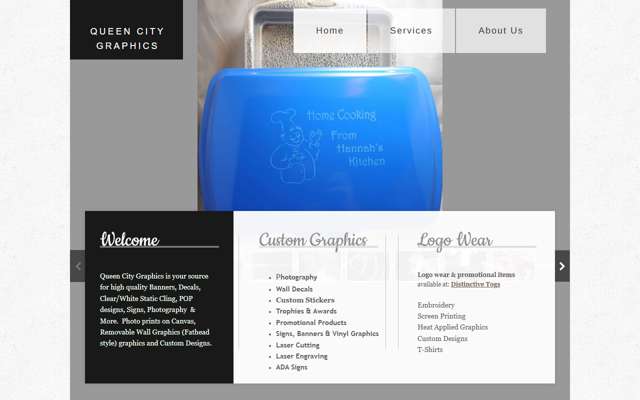 QUEEN CITY
GRAPHICS
Home
Services
About Us
Home Cooking
From
Hannah's
Kitchen
Welcome
Queen City Graphics is your source
for high quality Banners, Decals,
Clear/White Static Cling, POP
designs, Signs, Photography &
More. Photo prints on Canvas,
Removable Wall Graphics (Fathead
style) graphics and Custom Designs.
Custom Graphics
Photography
Wall Decals
Custom Stickers
Trophies & Awards
Promotional Products
Signs, Banners & Vinyl Graphics
Laser Cutting
Laser Engraving
ADA Signs
Logo Wear
Logo wear & promotional items
available at: Distinctive Togs
Embroidery
Screen Printing
Heat Applied Graphics
Custom Designs
T-Shirts